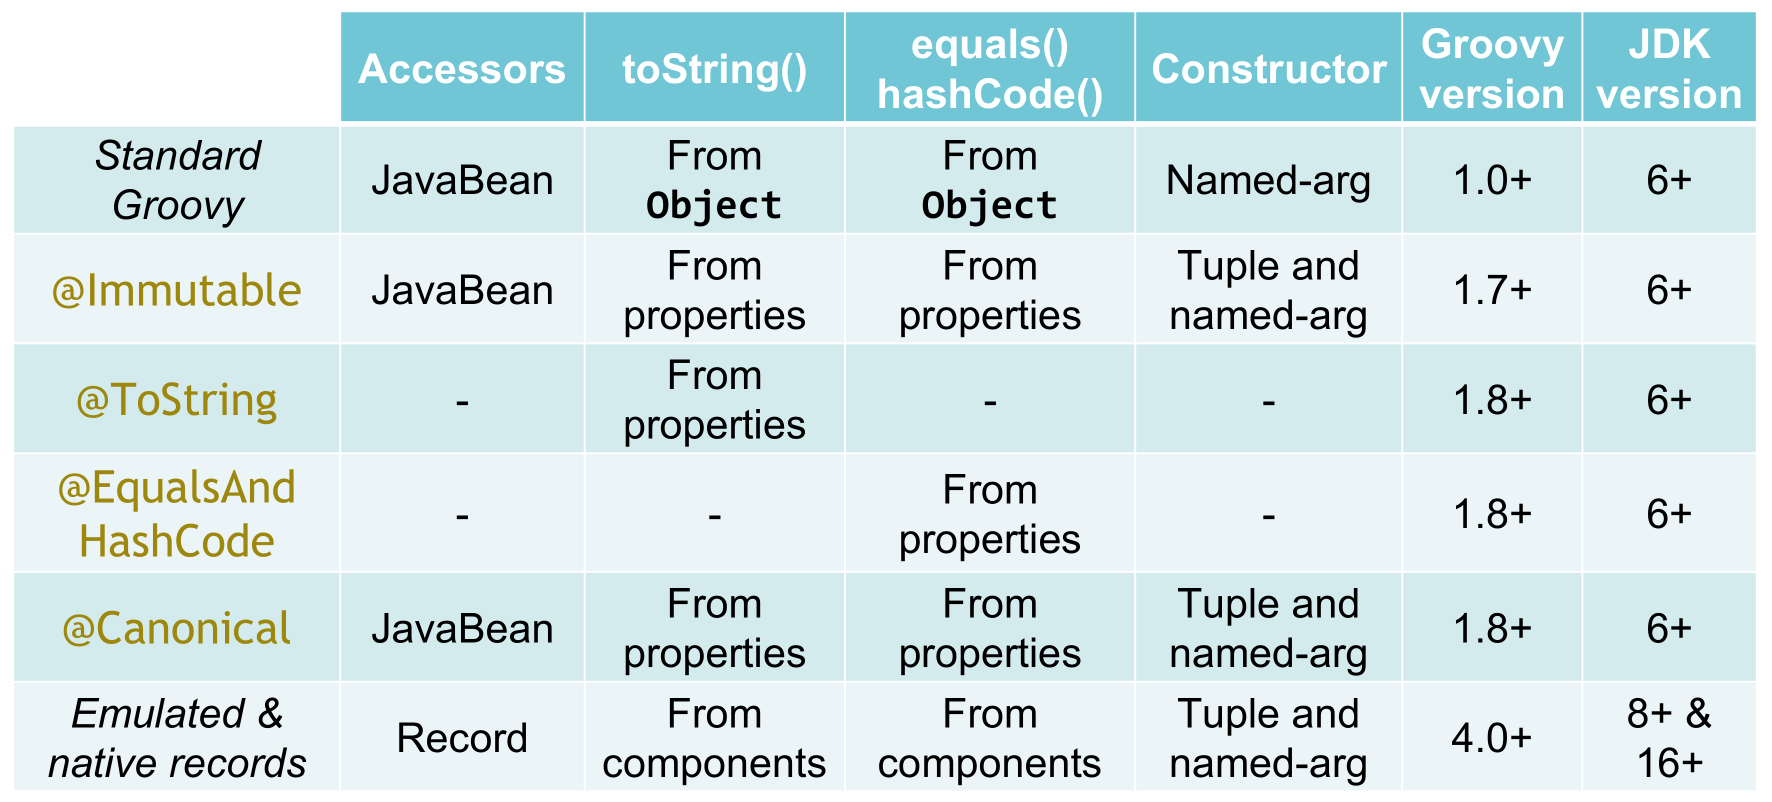 Accessors
toString()
equals()
hashCode()
Constructor
Groovy
version
JDK
version
Standard
Groovy
JavaBean
From
Object
From
Object
Named-arg
1.0+
6+
@Immutable
JavaBean
From
properties
From
properties
Tuple and
named-arg
1.7+
6+
@ToString
-
From
properties
-
-
1.8+
6+
@EqualsAnd
HashCode
-
-
From
properties
-
1.8+
6+
@Canonical
JavaBean
From
properties
From
properties
Tuple and
named-arg
1.8+
6+
Emulated &
native records
Record
From
components
From
components
Tuple and
named-arg
4.0+
8+ &
16+